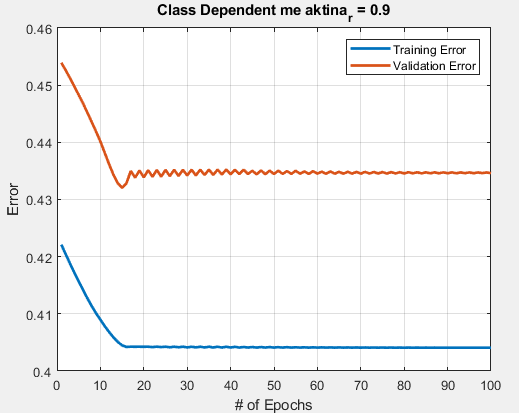 Class Dependent me aktina_r = 0.9
Training Error
Validation Error
Error
0.46
0.45
0.44
0.43
0.42
0.41
0.4
0 10 20 30 40 50 60 70 80 90 100
# of Epochs